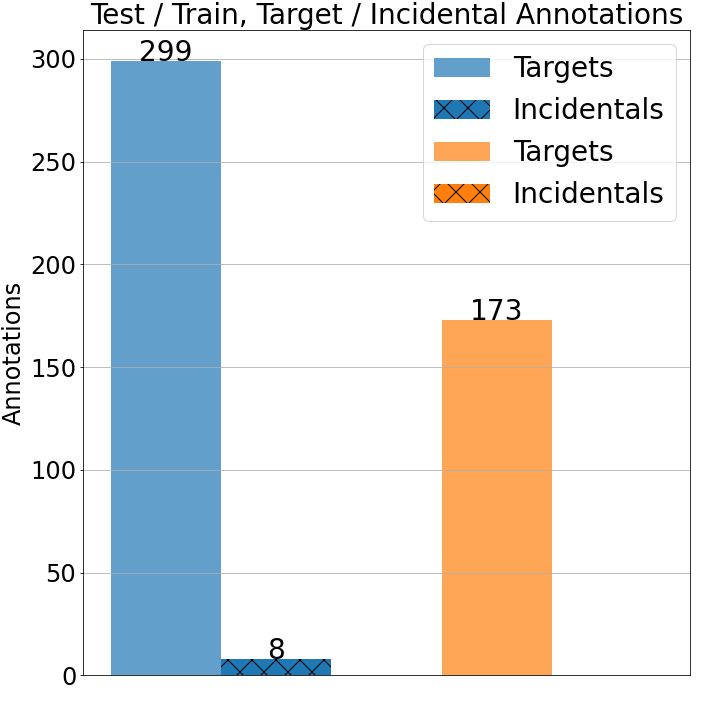 Test / Train, Target / Incidental Annotations
299
300
Targets
Incidentals
250
Targets
Incidentals
200
173
150
Annotations
100
50
8
0